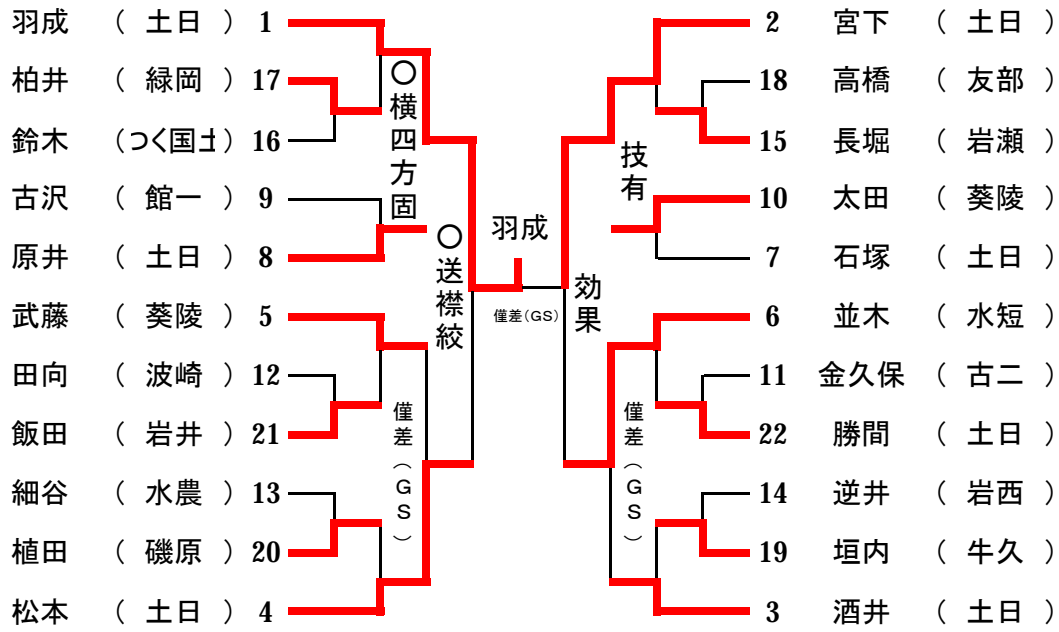 羽成 ( 土日 ) 1
柏井 ( 緑岡 ) 17
鈴木 (つく国土) 16
古沢 ( 館一 ) 9
原井 ( 土日 ) 8
武藤 ( 葵陵 ) 5
田向 ( 波崎 ) 12
飯田 ( 岩井 ) 21
細谷 ( 水農 ) 13
植田 ( 磯原 ) 20
松本 ( 土日 ) 4
〇横四方固
〇送襟絞
僅差(GS)
羽成
僅差(GS)
技有
効果
僅差(GS)
2 宮下 ( 土日 )
18 高橋 ( 友部 )
15 長堀 ( 岩瀬 )
10 太田 ( 葵陵 )
7 石塚 ( 土日 )
6 並木 ( 水短 )
11 金久保 ( 古二 )
22 勝間 ( 土日 )
14 逆井 ( 岩西 )
19 垣内 ( 牛久 )
3 酒井 ( 土日 )